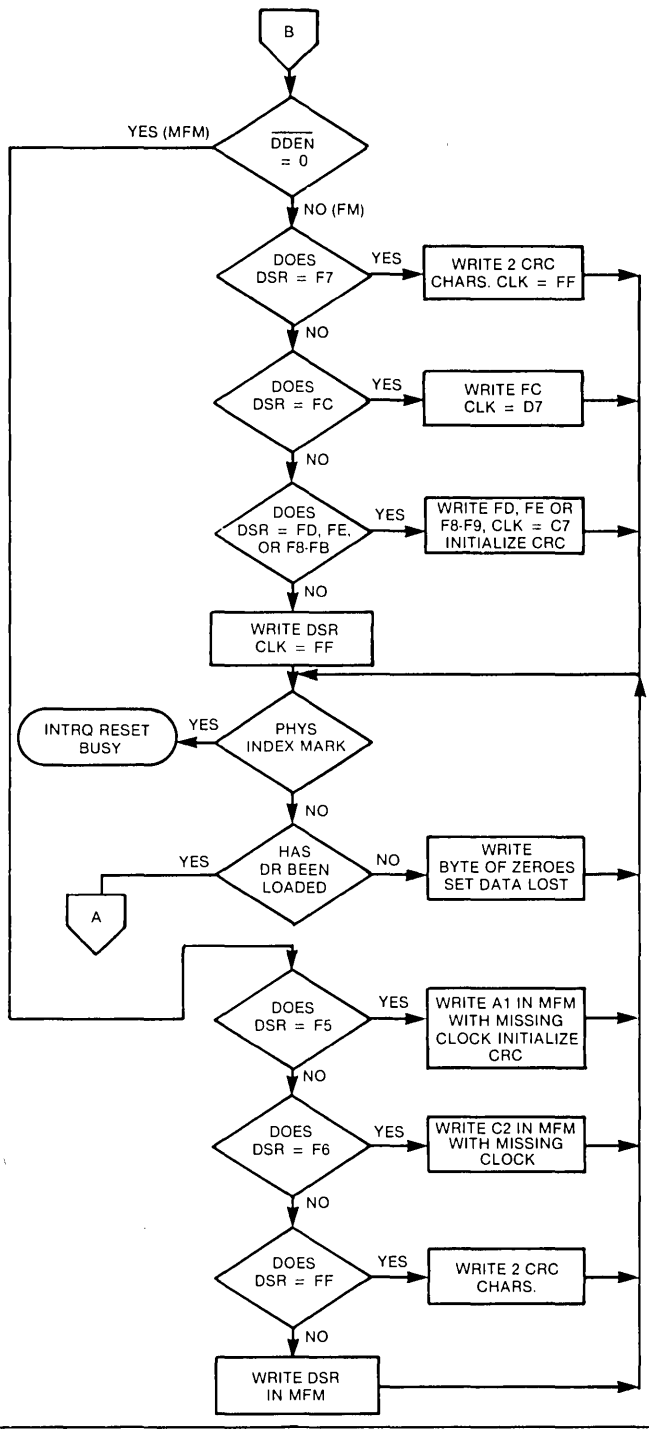 B
YES (MFM)
DDEN
= 0
NO (FM)
DOES
DSR = F7
YES
WRITE 2 CRC
CHARS. CLK = FF
NO
DOES
DSR = FC
YES
WRITE FC
CLK = D7
NO
DOES
DSR = FD, FE,
OR F8-FB
YES
WRITE FD, FE OR
F8-F9, CLK = C7
INITIALIZE CRC
NO
WRITE DSR
CLK = FF
INTRQ RESET
BUSY
YES
PHYS
INDEX MARK
NO
YES
HAS
DR BEEN
LOADED
NO
WRITE
BYTE OF ZEROES
SET DATA LOST
A
DOES
DSR = F5
YES
WRITE A1 IN MFM
WITH MISSING
CLOCK INITIALIZE
CRC
NO
DOES
DSR = F6
YES
WRITE C2 IN MFM
WITH MISSING
CLOCK
NO
DOES
DSR = FF
YES
WRITE 2 CRC
CHARS.
NO
WRITE DSR
IN MFM